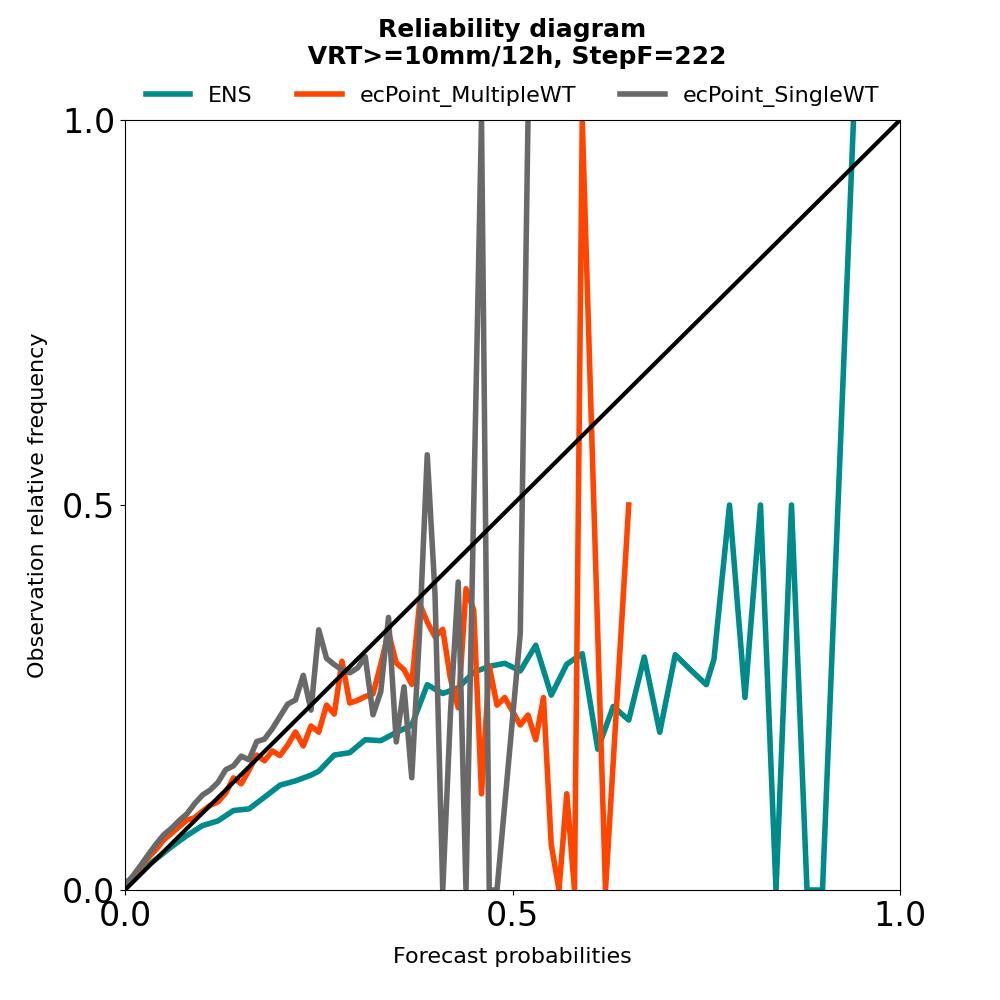 Reliability diagram
VRT>=10mm/12h, StepF=222
ENS ecPoint_MultipleWT ecPoint_SingleWT
1.0
Observation relative frequency
0.5
0.0
0.0 0.5 1.0
Forecast probabilities